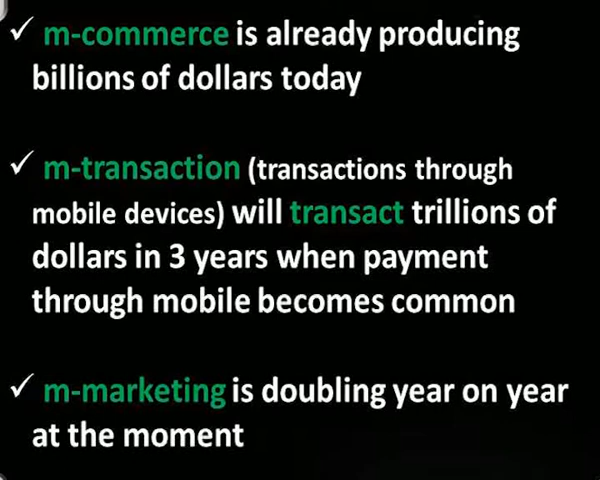 ✓ m-commerce is already producing
billions of dollars today
✓ m-transaction (transactions through
mobile devices) will transact trillions of
dollars in 3 years when payment
through mobile becomes common
✓ m-marketing is doubling year on year
at the moment